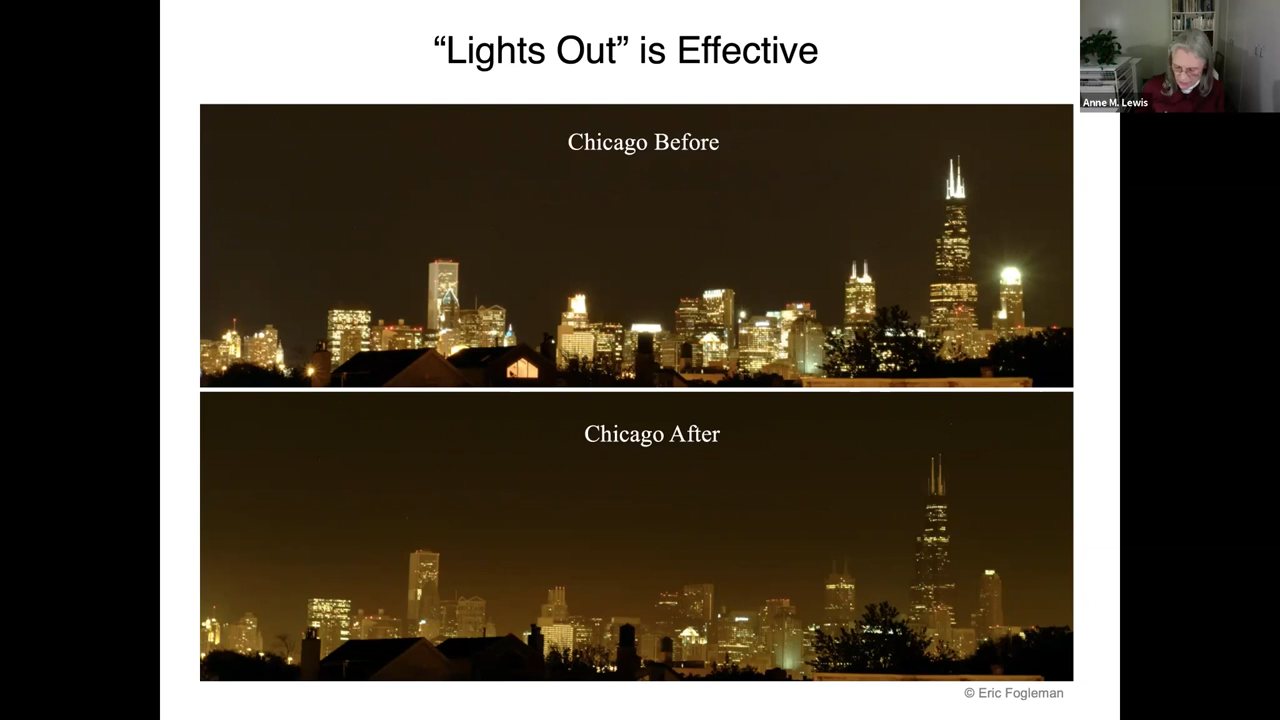 “Lights Out” is Effective
Anne M. Lewis
Chicago Before
Chicago After
© Eric Fogleman